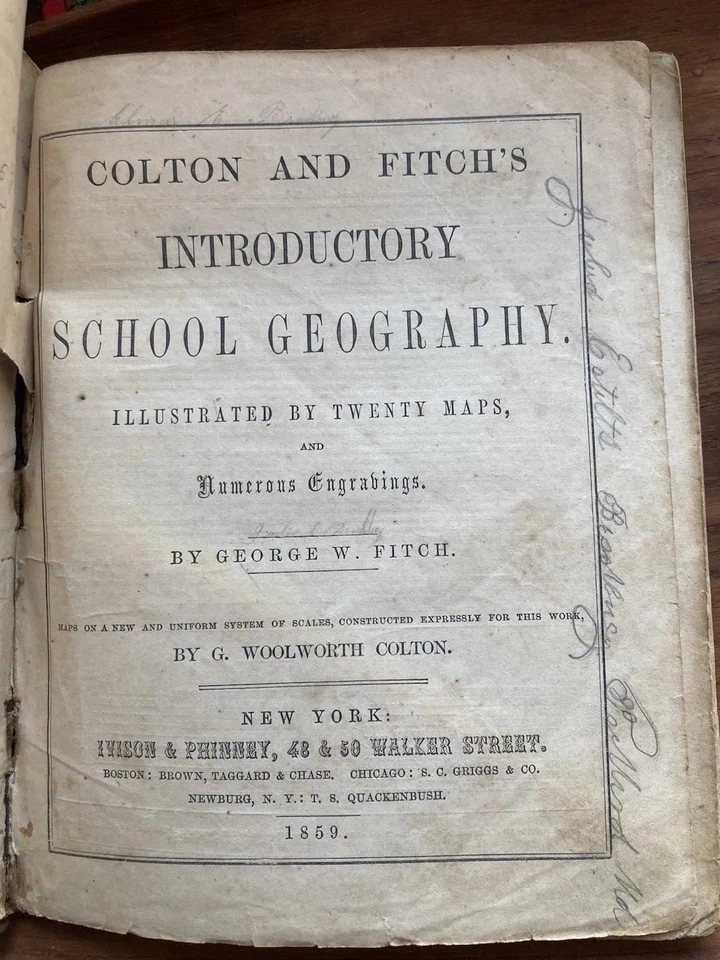 COLTON AND FITCH'S
INTRODUCTORY
SCHOOL GEOGRAPHY.
ILLUSTRATED BY TWENTY MAPS,
AND
Numerous Engravings.
BY GEORGE W. FITCH.
MAPS ON A NEW AND UNIFORM SYSTEM OF SCALES, CONSTRUCTED EXPRESSLY FOR THIS WORK,
BY G. WOOLWORTH COLTON.
NEW YORK:
IVISON & PHINNEY, 48 & 50 WALKER STREET.
BOSTON: BROWN, TAGGARD & CHASE. CHICAGO: S. C. GRIGGS & CO.
NEWBURG, N. Y.: T. S. QUACKENBUSH.
1859.